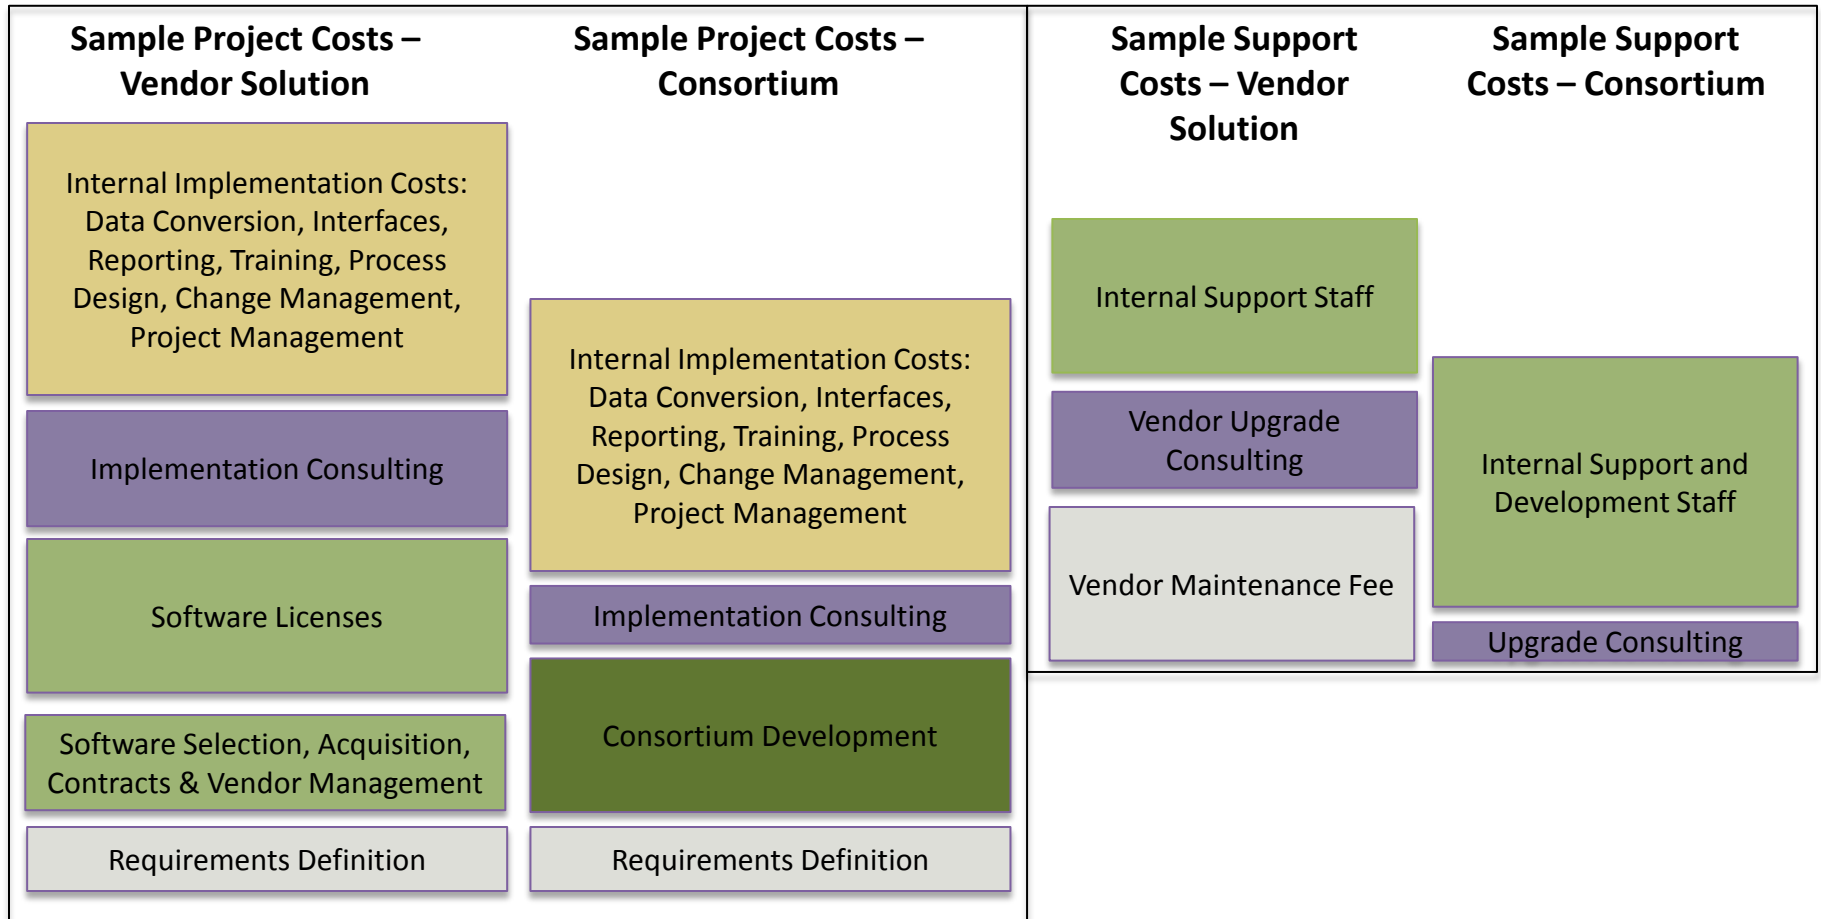 Sample Project Costs –
Vendor Solution
Internal Implementation Costs:
Data Conversion, Interfaces,
Reporting, Training, Process
Design, Change Management,
Project Management
Implementation Consulting
Software Licenses
Software Selection, Acquisition,
Contracts & Vendor Management
Requirements Definition
Sample Project Costs –
Consortium
Internal Implementation Costs:
Data Conversion, Interfaces,
Reporting, Training, Process
Design, Change Management,
Project Management
Implementation Consulting
Consortium Development
Requirements Definition
Sample Support
Costs – Vendor
Solution
Internal Support Staff
Vendor Upgrade
Consulting
Vendor Maintenance Fee
Sample Support
Costs – Consortium
Internal Support and
Development Staff
Upgrade Consulting